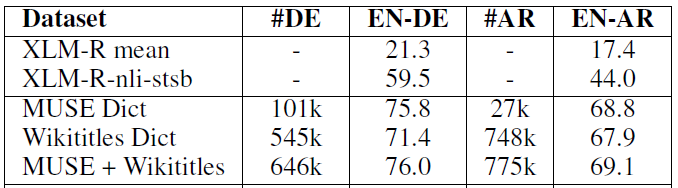 Dataset #DE EN-DE #AR EN-AR
XLM-R mean - 21.3 - 17.4
XLM-R-nli-stsb - 59.5 - 44.0
MUSE Dict 101k 75.8 27k 68.8
Wikititles Dict 545k 71.4 748k 67.9
MUSE + Wikititles 646k 76.0 775k 69.1